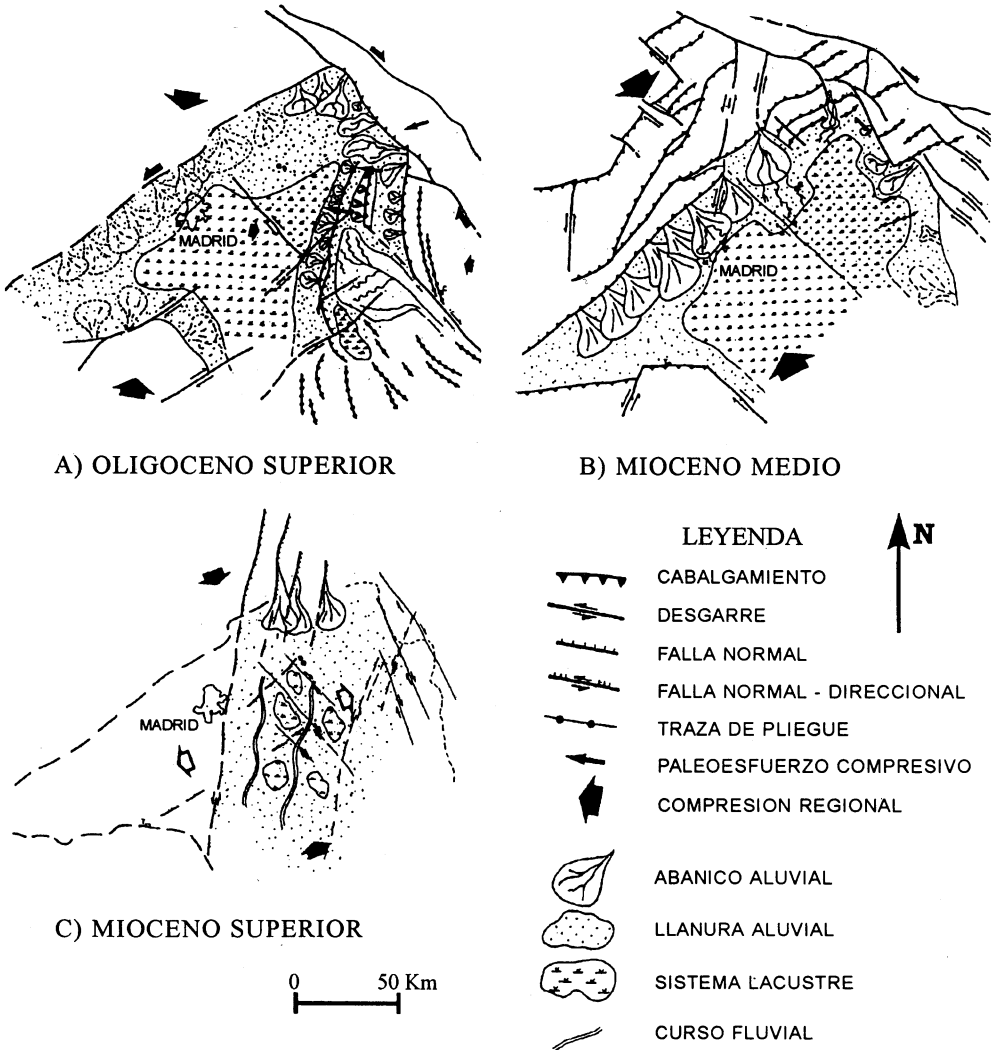 MADRID
A) OLIGOCENO SUPERIOR
MADRID
B) MIOCENO MEDIO
MADRID
C) MIOCENO SUPERIOR
0 50 Km
LEYENDA
N
CABALGAMIENTO
DESGARRE
FALLA NORMAL
FALLA NORMAL - DIRECCIONAL
TRAZA DE PLIEGUE
PALEOESFUERZO COMPRESIVO
COMPRESION REGIONAL
ABANICO ALUVIAL
LLANURA ALUVIAL
SISTEMA LACUSTRE
CURSO FLUVIAL